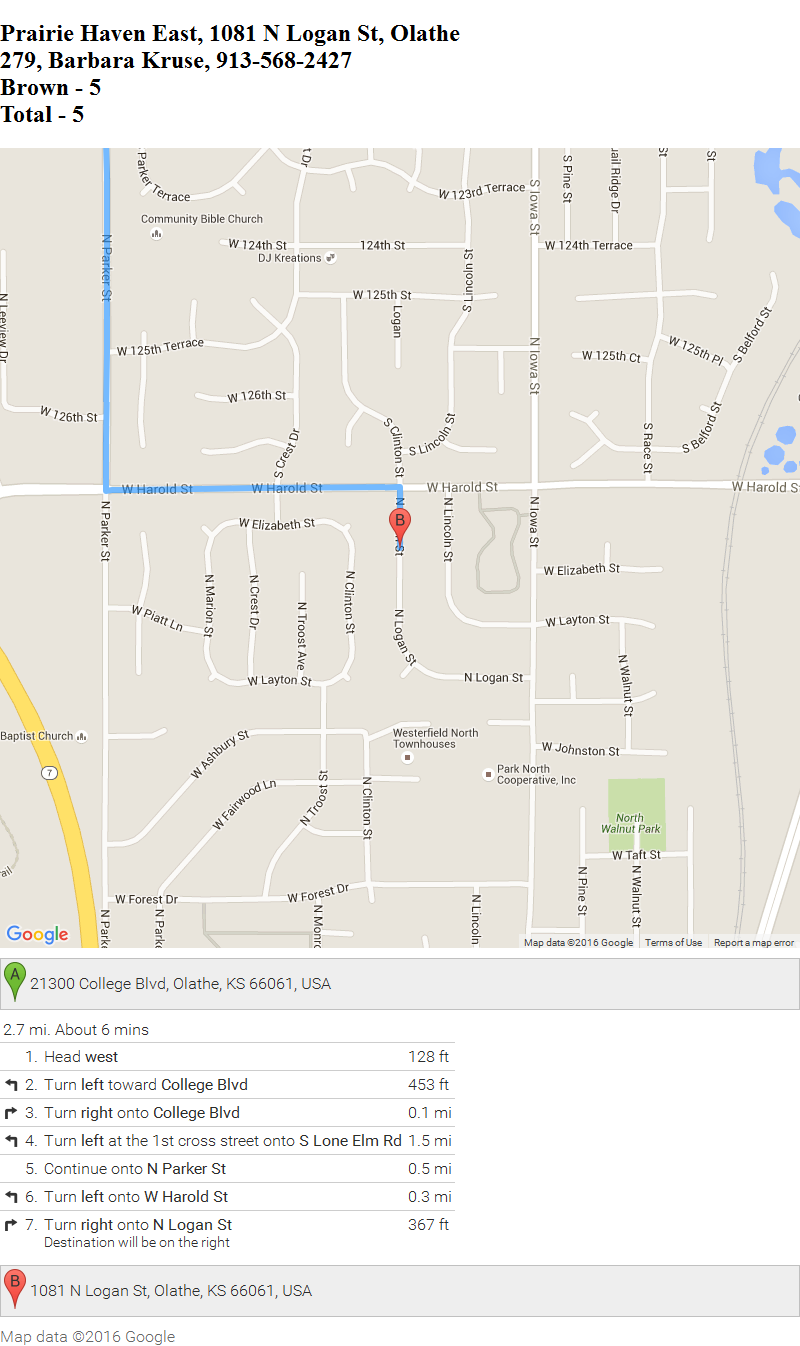 Prairie Haven East, 1081 N Logan St, Olathe
279, Barbara Kruse, 913-568-2427
Brown - 5
Total - 5
Parker Terrace
W 123rd Terrace
S Iowa St
S Pine St
St
St
Community Bible Church
W 124th St
124th St
W 124th Terrace
DJ Kreations
N Parker St
S Lincoln St
N Leeview Dr
W 125th St
Logan
S Belford St
W 125th Terrace
N Iowa St
W 125th Ct
W 125th Pl
W 126th St
W 126th St
S Crest Dr
S Clinton St
S Lincoln St
S Race St
S Belford St
W Harold St
W Harold St
W Harold St
W Harold S
B
N Parker St
W Elizabeth St
N Lincoln St
N Iowa St
W Elizabeth St
N Marion St
N Crest Dr
N Troost Ave
N Clinton St
W Piatt Ln
N Logan St
W Layton St
W Layton St
N Logan St
N Walnut St
Baptist Church
W Ashbury St
Westerfield North
Townhouses
W Johnston St
7
Park North
Cooperative, Inc
W Fairwood Ln
N Troost St
N Clinton St
North
Walnut Park
W Taft St
W Forest Dr
W Forest Dr
N Pine St
N Walnut St
N Lincoln
Google
Map data ©2016 Google
Terms of Use
Report a map error
A
21300 College Blvd, Olathe, KS 66061, USA
2.7 mi. About 6 mins
1. Head west 128 ft
2. Turn left toward College Blvd 453 ft
3. Turn right onto College Blvd 0.1 mi
4. Turn left at the 1st cross street onto S Lone Elm Rd 1.5 mi
5. Continue onto N Parker St 0.5 mi
6. Turn left onto W Harold St 0.3 mi
7. Turn right onto N Logan St 367 ft
Destination will be on the right
B
1081 N Logan St, Olathe, KS 66061, USA
Map data ©2016 Google